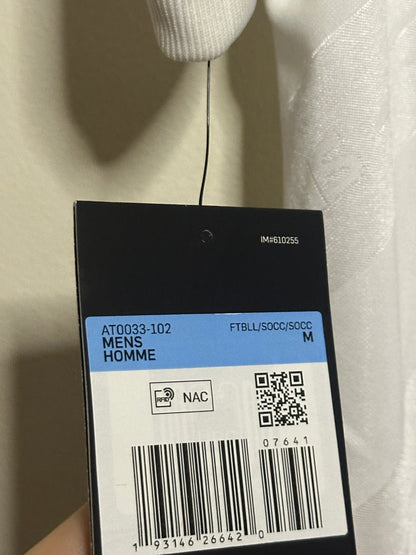 IM#610255
AT0033-102
FTBLL/SOCC/SOCC
MENS
M
HOMME
RFID NAC
07641
1 93146 26642 0